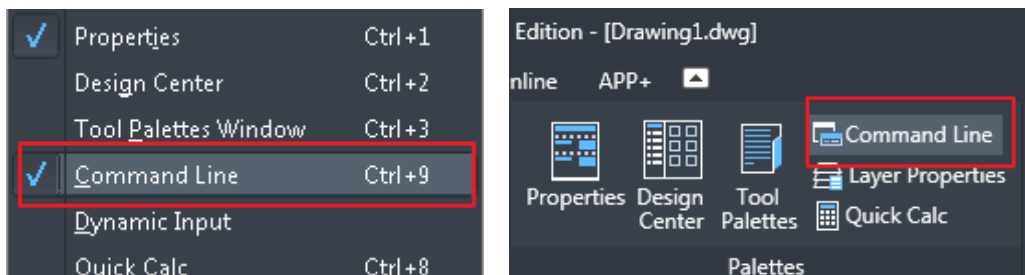 Properties Ctrl+1
Design Center Ctrl+2
Tool Palettes Window Ctrl+3
Command Line Ctrl+9
Dynamic Input
Quick Calc Ctrl+8
Edition - [Drawing1.dwg]
nline APP+
Command Line
Layer Properties
Quick Calc
Properties
Design
Center
Tool
Palettes
Palettes